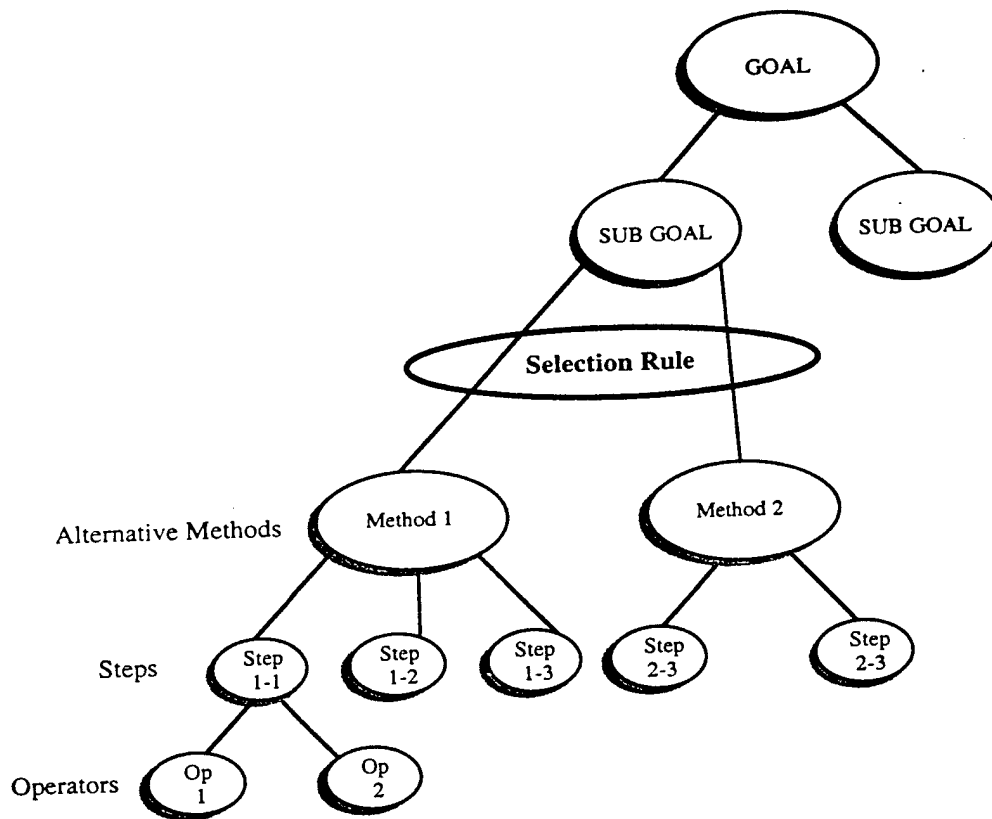 GOAL
SUB GOAL
SUB GOAL
Selection Rule
Alternative Methods
Method 1
Method 2
Steps
Step
1-1
Step
1-2
Step
1-3
Step
2-3
Step
2-3
Operators
Op
1
Op
2